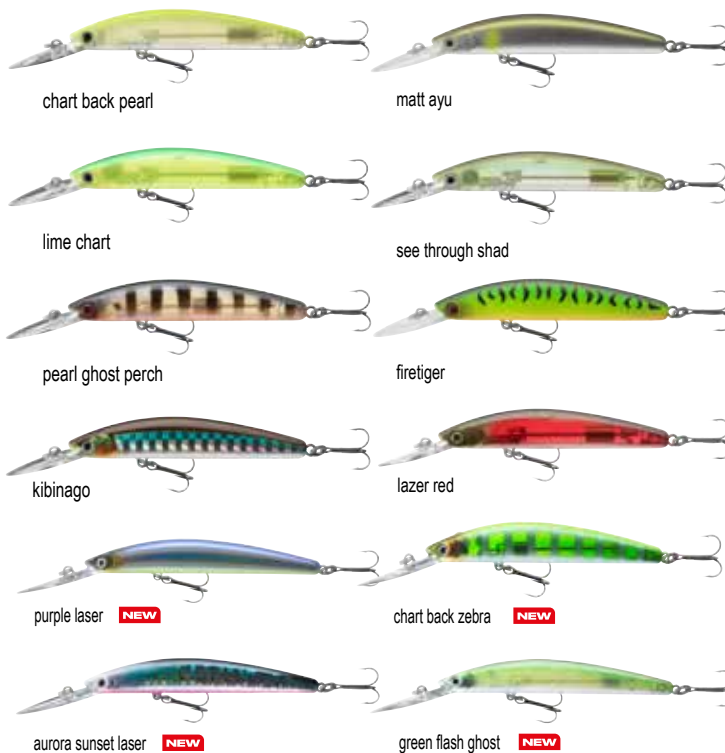 chart back pearl
matt ayu
lime chart
see through shad
pearl ghost perch
firetiger
kibinago
lazer red
purple laser NEW
chart back zebra NEW
aurora sunset laser NEW
green flash ghost NEW